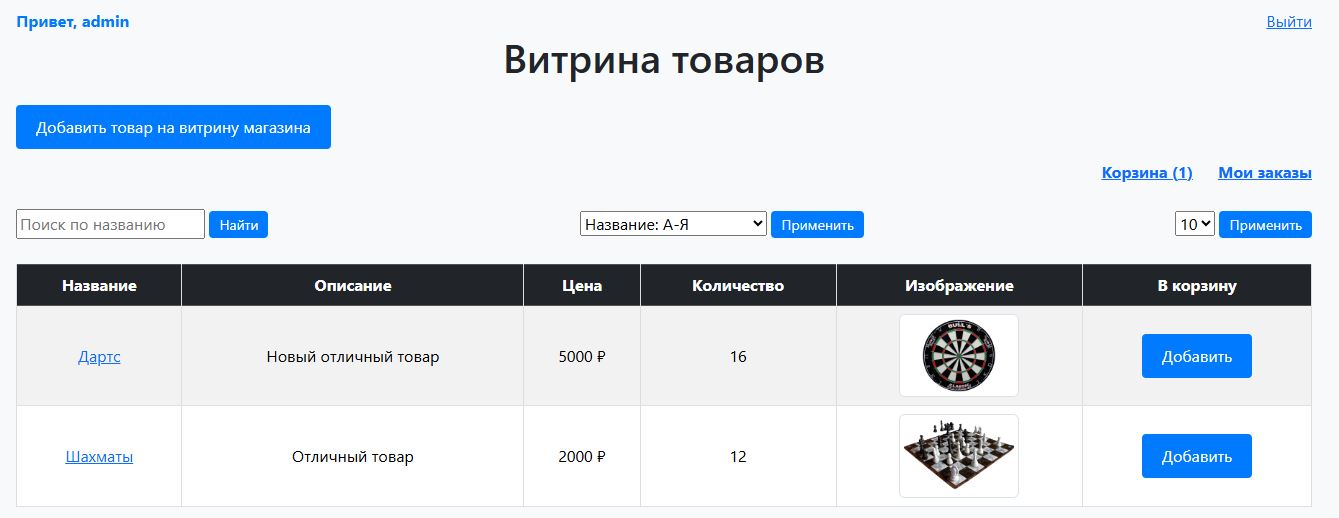 Привет, admin Выйти
Витрина товаров
Добавить товар на витрину магазина
Корзина (1) Мои заказы
Поиск по названию Найти Название: А-Я Применить 10 Применить
Название Описание Цена Количество Изображение В корзину
Дартс Новый отличный товар 5000 ₽ 16 BULL'S Добавить
Шахматы Отличный товар 2000 ₽ 12 Добавить